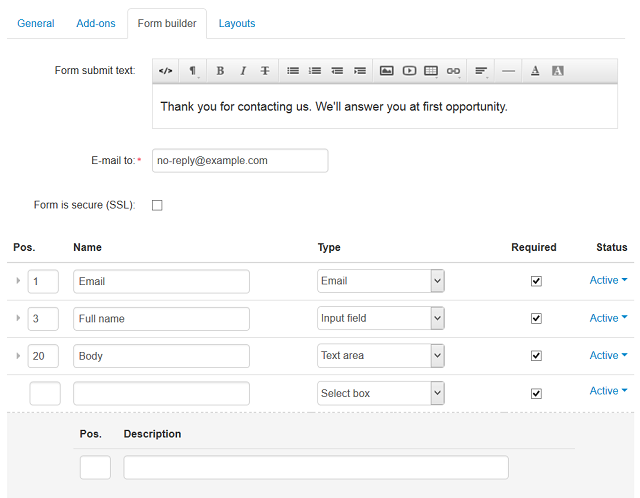 General Add-ons Form builder Layouts
Form submit text:
</> ¶ B I T A A
Thank you for contacting us. We'll answer you at first opportunity.
E-mail to:* no-reply@example.com
Form is secure (SSL):
Pos. Name Type Required Status
1 Email Email Active
3 Full name Input field Active
20 Body Text area Active
Select box Active
Pos. Description